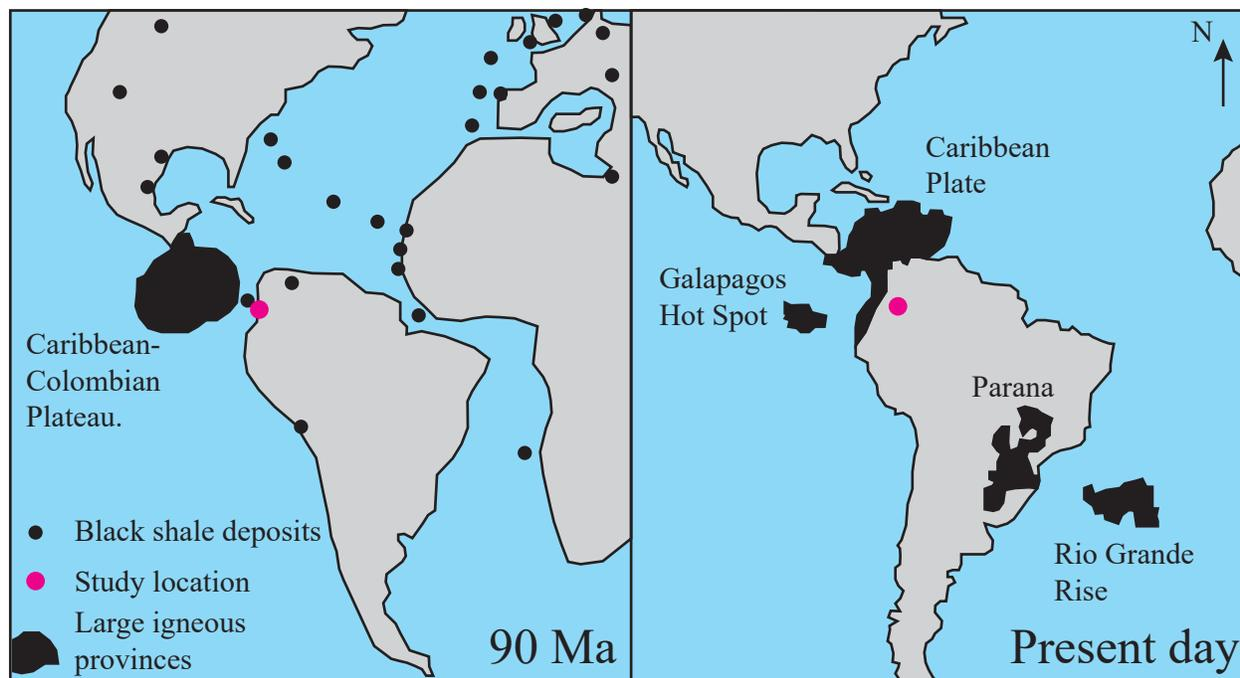 Caribbean-
Colombian
Plateau.
Black shale deposits
Study location
Large igneous
provinces
90 Ma
N
Caribbean
Plate
Galapagos
Hot Spot
Parana
Rio Grande
Rise
Present day